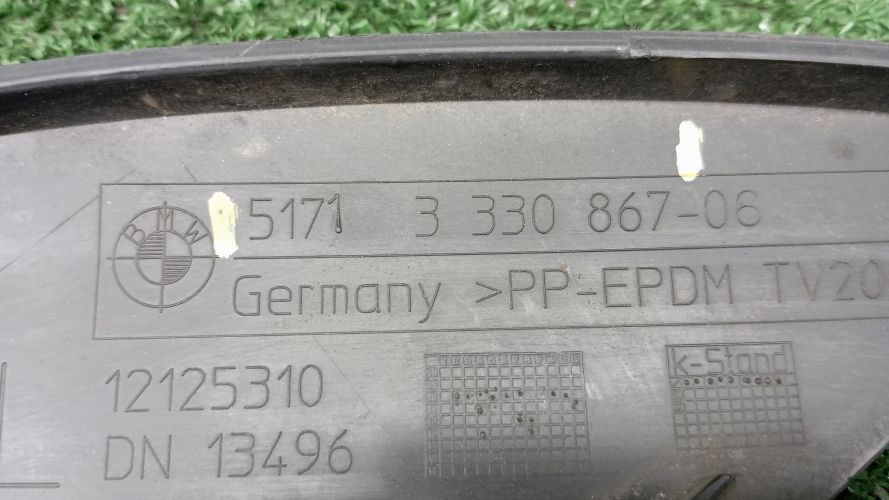 BMW 5171 3 330 867-06
Germany >PP-EPDM TV20
12125310
DN 13496
k-Stand